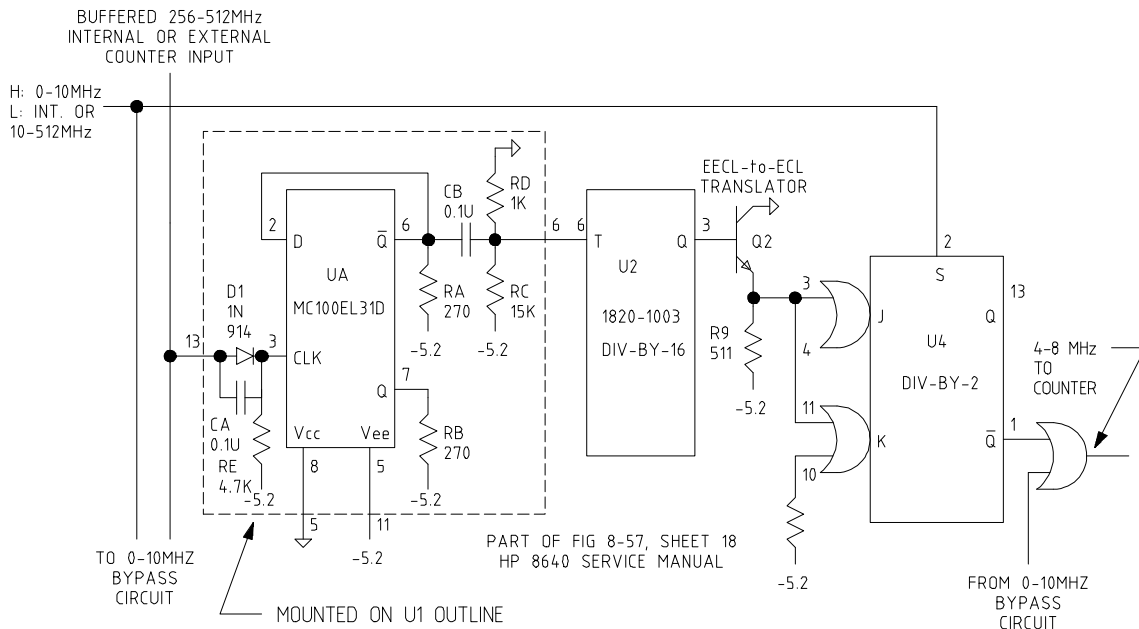 BUFFERED 256-512MHz
INTERNAL OR EXTERNAL
COUNTER INPUT
H: 0-10MHz
L: INT. OR
10-512MHz
EECL-to-ECL
TRANSLATOR
CB
0.1U
RD
1K
2
D
6
Q
6
6
T
Q
3
Q2
2
S
UA
MC100EL31D
U2
1820-1003
DIV-BY-16
RA
270
RC
15K
-5.2
-5.2
D1
1N
914
13
3
CLK
R9
511
3
4
J
13
Q
U4
DIV-BY-2
4-8 MHz
TO
COUNTER
7
Q
-5.2
11
K
10
1
Q
CA
0.1U
RE
4.7K
-5.2
Vcc
Vee
8
5
RB
270
-5.2
5
11
-5.2
-5.2
PART OF FIG 8-57, SHEET 18
HP 8640 SERVICE MANUAL
TO 0-10MHZ
BYPASS
CIRCUIT
MOUNTED ON U1 OUTLINE
FROM 0-10MHZ
BYPASS
CIRCUIT